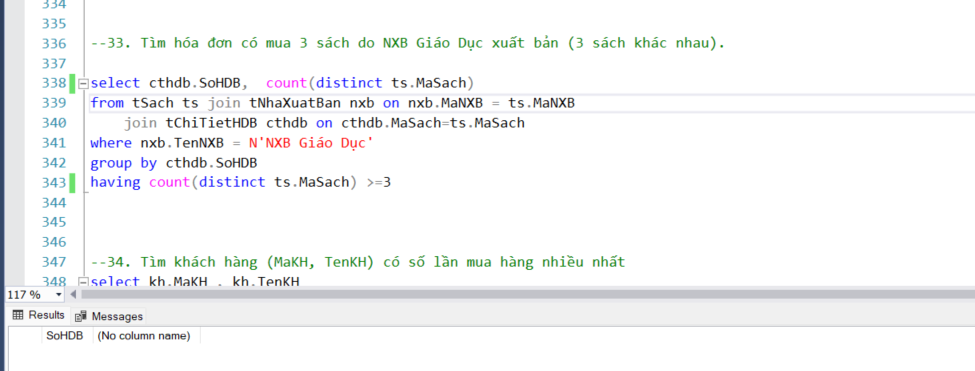 334
335
336 --33. Tìm hóa đơn có mua 3 sách do NXB Giáo Dục xuất bản (3 sách khác nhau).
337
338 select cthdb.SoHDB,  count(distinct ts.MaSach)
339 from tSach ts join tNhaXuatBan nxb on nxb.MaNXB = ts.MaNXB
340     join tChiTietHDB cthdb on cthdb.MaSach=ts.MaSach
341 where nxb.TenNXB = N'NXB Giáo Dục'
342 group by cthdb.SoHDB
343 having count(distinct ts.MaSach) >=3
344
345
346
347 --34. Tìm khách hàng (MaKH, TenKH) có số lần mua hàng nhiều nhất
348 select kh.MaKH , kh.TenKH
117 %
Results Messages
SoHDB (No column name)